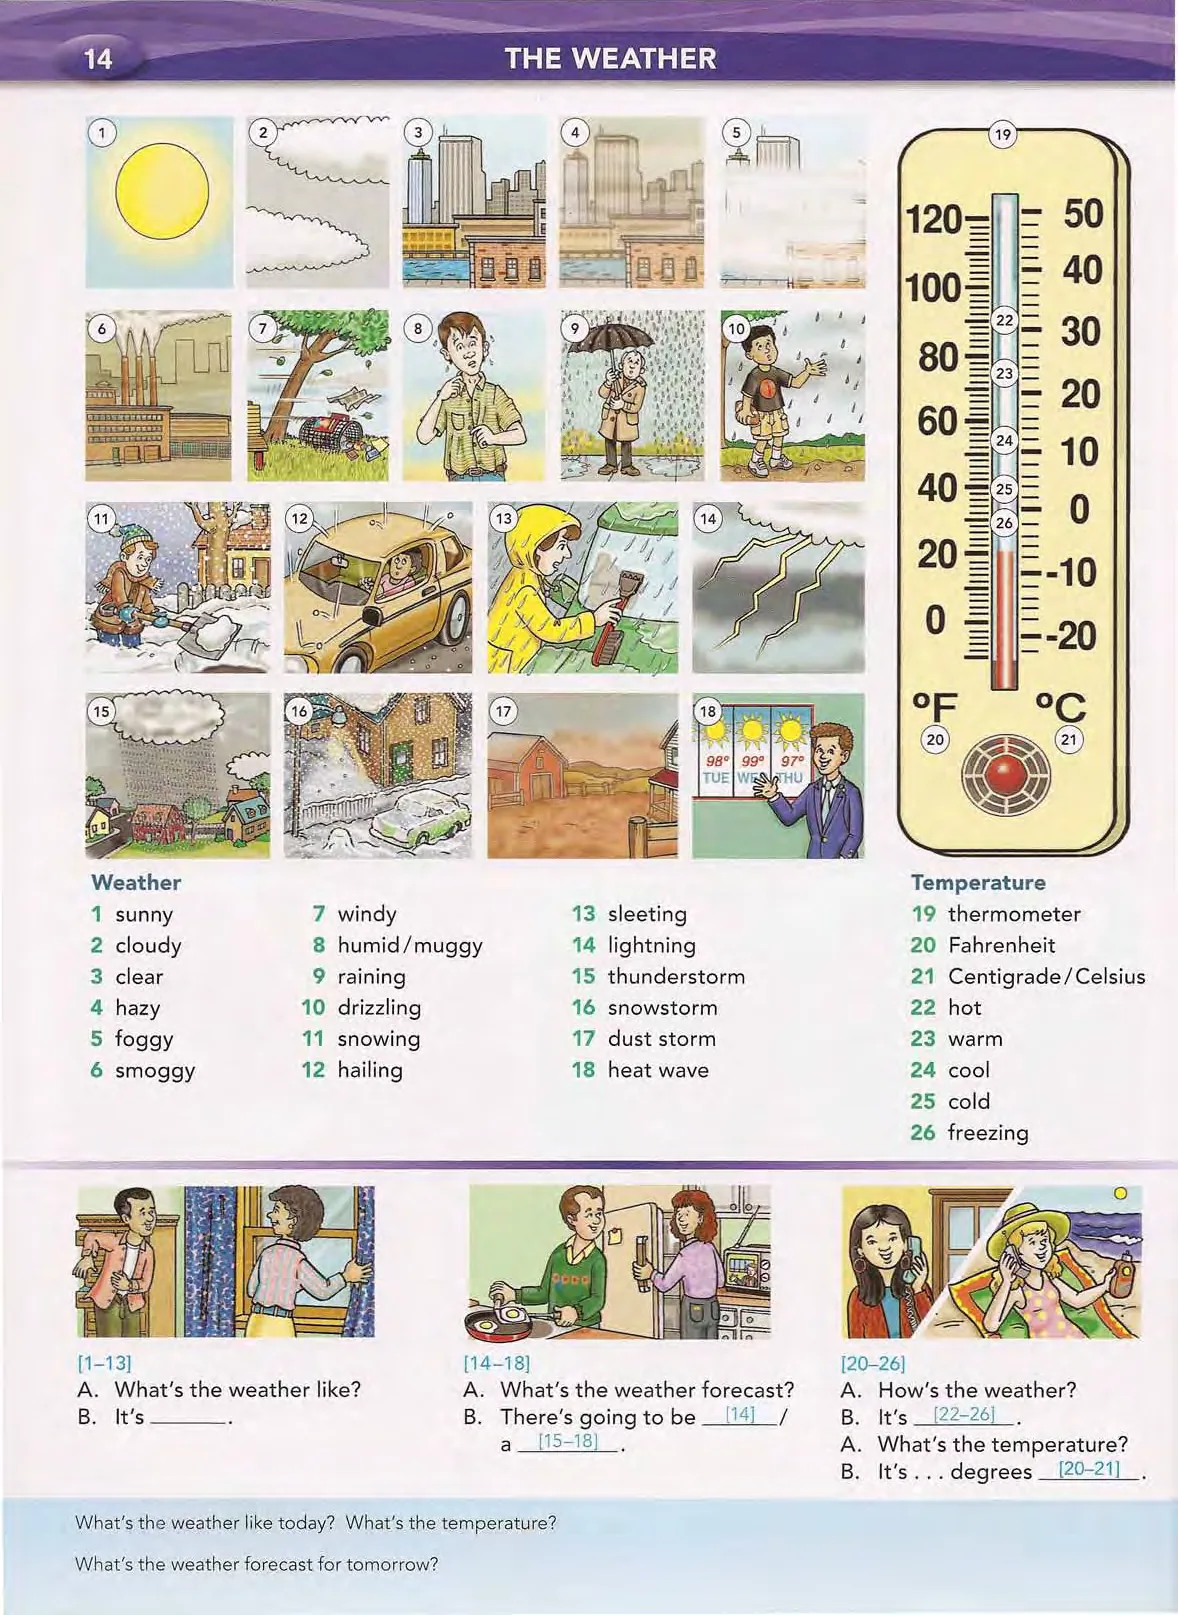 14
THE WEATHER
1
2
3
4
5
6
7
8
9
10
11
12
13
14
15
16
17
18
98° 99° 97°
TUE WED THU
19
120
100
80
60
40
20
0
50
40
30
20
10
0
-10
-20
22
23
24
25
26
°F
°C
20
21
Weather
1 sunny
2 cloudy
3 clear
4 hazy
5 foggy
6 smoggy
7 windy
8 humid/muggy
9 raining
10 drizzling
11 snowing
12 hailing
13 sleeting
14 lightning
15 thunderstorm
16 snowstorm
17 dust storm
18 heat wave
Temperature
19 thermometer
20 Fahrenheit
21 Centigrade/Celsius
22 hot
23 warm
24 cool
25 cold
26 freezing
[1–13]
A. What's the weather like?
B. It's ______.
[14–18]
A. What's the weather forecast?
B. There's going to be [14] /
a [15–18] .
[20–26]
A. How's the weather?
B. It's [22–26] .
A. What's the temperature?
B. It's . . . degrees [20–21] .
What's the weather like today? What's the temperature?
What's the weather forecast for tomorrow?